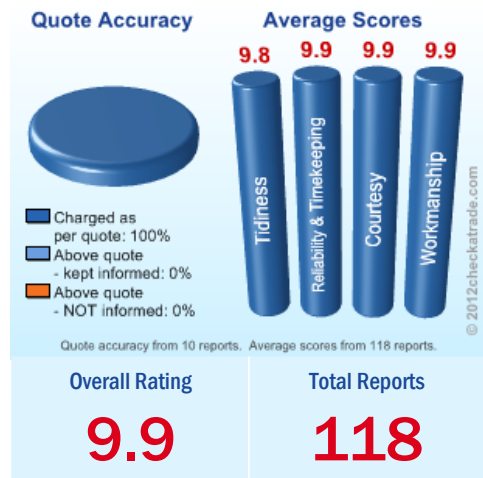 Quote Accuracy
Average Scores
9.8
9.9
9.9
9.9
Tidiness
Reliability & Timekeeping
Courtesy
Workmanship
Charged as
per quote: 100%
Above quote
- kept informed: 0%
Above quote
- NOT informed: 0%
© 2012checkatrade.com
Quote accuracy from 10 reports. Average scores from 118 reports.
Overall Rating
Total Reports
9.9
118